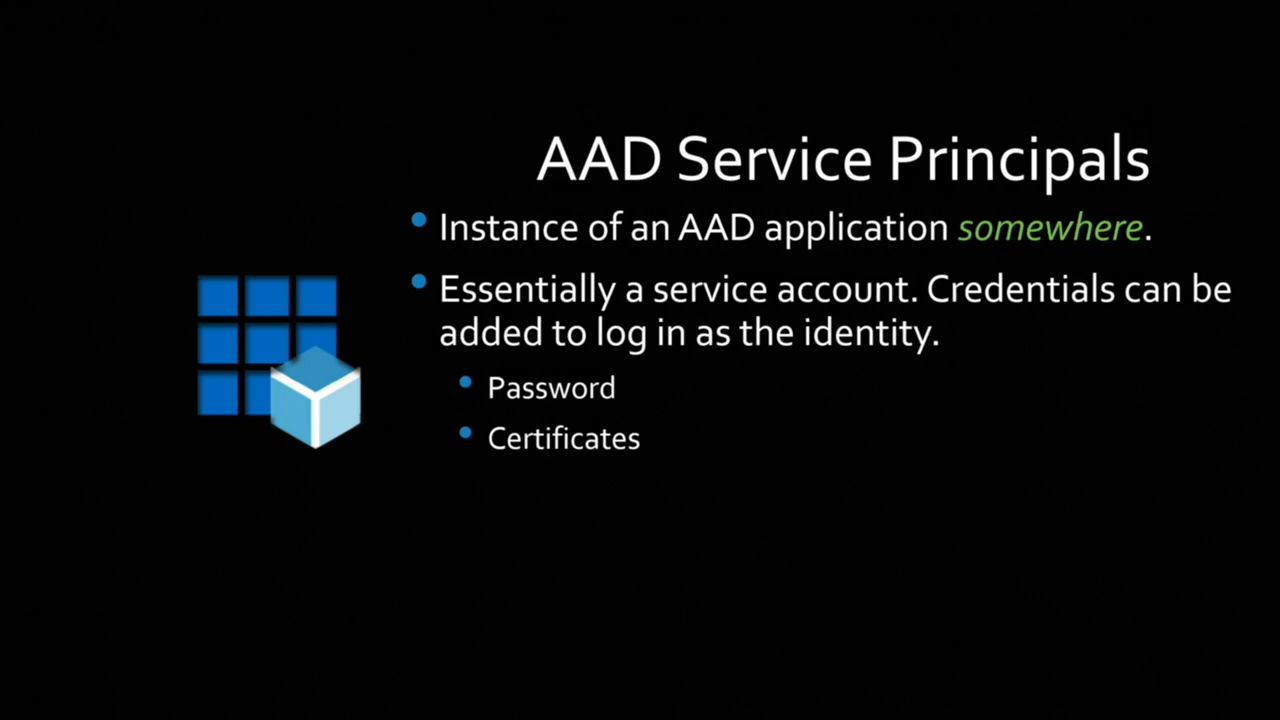 AAD Service Principals
Instance of an AAD application somewhere.
Essentially a service account. Credentials can be
added to log in as the identity.
Password
Certificates